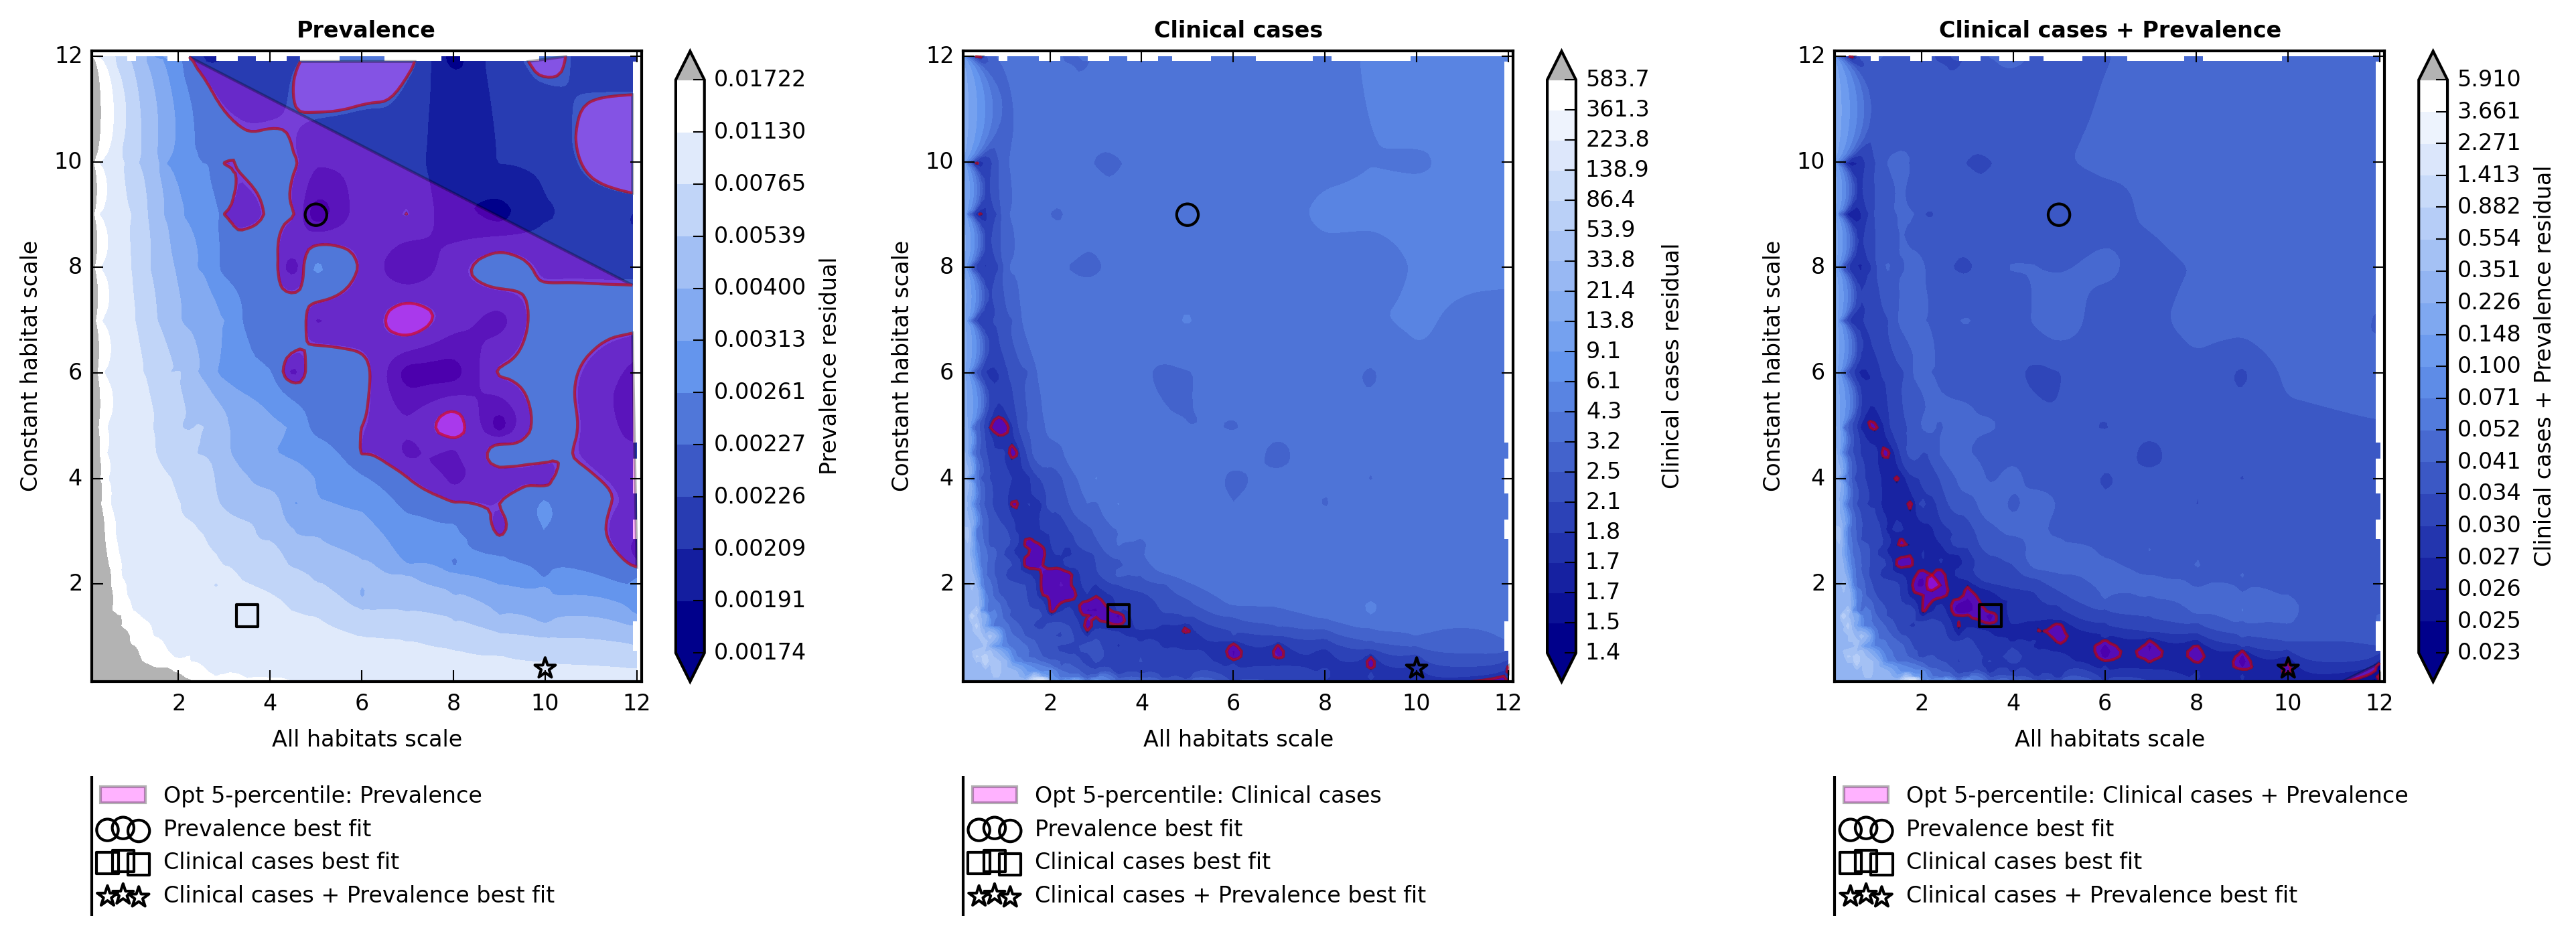 Prevalence
12
10
8
6
4
2
2 4 6 8 10 12
Constant habitat scale
All habitats scale
0.01722
0.01130
0.00765
0.00539
0.00400
0.00313
0.00261
0.00227
0.00226
0.00209
0.00191
0.00174
Prevalence residual
Opt 5-percentile: Prevalence
Prevalence best fit
Clinical cases best fit
Clinical cases + Prevalence best fit
Clinical cases
12
10
8
6
4
2
2 4 6 8 10 12
Constant habitat scale
All habitats scale
583.7
361.3
223.8
138.9
86.4
53.9
33.8
21.4
13.8
9.1
6.1
4.3
3.2
2.5
2.1
1.8
1.7
1.7
1.5
1.4
Clinical cases residual
Opt 5-percentile: Clinical cases
Prevalence best fit
Clinical cases best fit
Clinical cases + Prevalence best fit
Clinical cases + Prevalence
12
10
8
6
4
2
2 4 6 8 10 12
Constant habitat scale
All habitats scale
5.910
3.661
2.271
1.413
0.882
0.554
0.351
0.226
0.148
0.100
0.071
0.052
0.041
0.034
0.030
0.027
0.026
0.025
0.023
Clinical cases + Prevalence residual
Opt 5-percentile: Clinical cases + Prevalence
Prevalence best fit
Clinical cases best fit
Clinical cases + Prevalence best fit